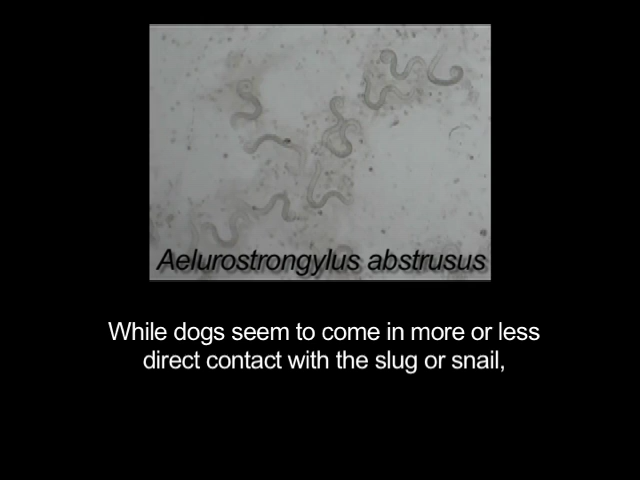 Aelurostrongylus abstrusus
While dogs seem to come in more or less
direct contact with the slug or snail,